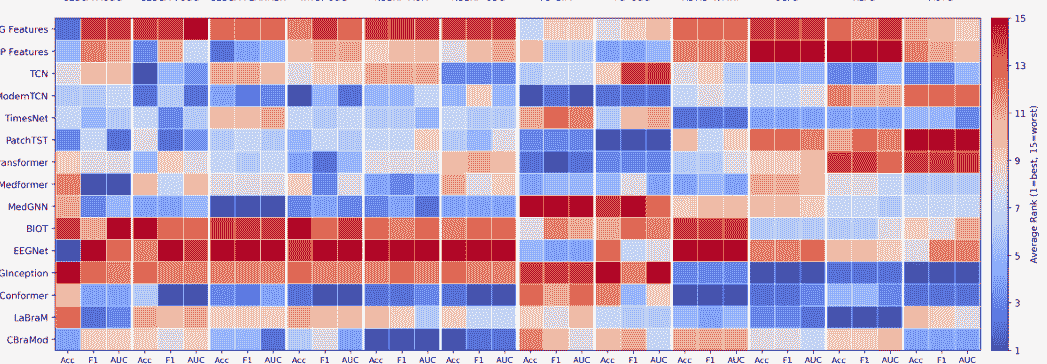 15
G Features
P Features
13
TCN
ModernTCN
11
TimesNet
PatchTST
9
ransformer
Medformer
7
MedGNN
BIOT
5
EEGNet
GInception
3
Conformer
LaBraM
CBraMod
1
Average Rank (1=best, 15=worst)
Acc F1 AUC Acc F1 AUC Acc F1 AUC Acc F1 AUC Acc F1 AUC Acc F1 AUC Acc F1 AUC Acc F1 AUC Acc F1 AUC Acc F1 AUC Acc F1 AUC Acc F1 AUC